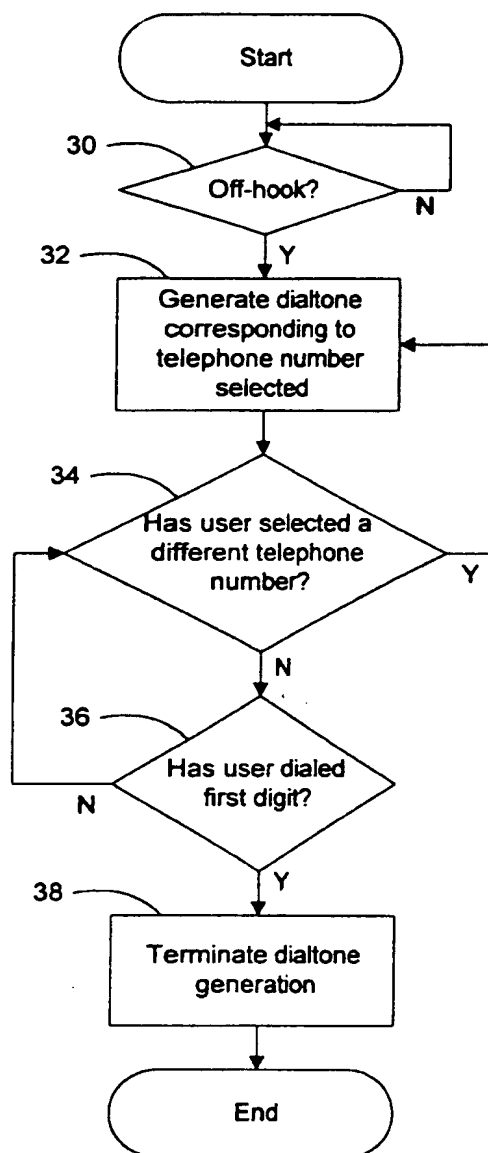 Start
30
Off-hook?
N
Y
32
Generate dialtone
corresponding to
telephone number
selected
34
Has user selected a
different telephone
number?
Y
N
36
Has user dialed
first digit?
N
Y
38
Terminate dialtone
generation
End